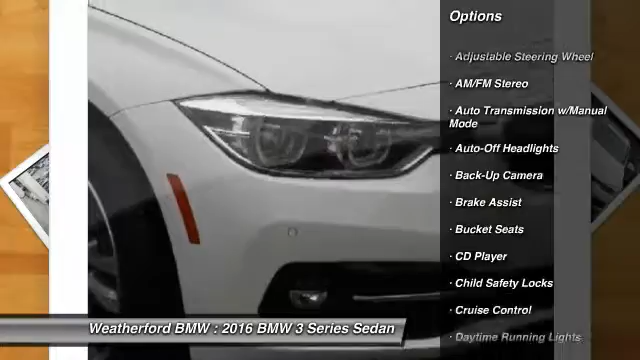 Options
· Adjustable Steering Wheel
· AM/FM Stereo
· Auto Transmission w/Manual
Mode
· Auto-Off Headlights
· Back-Up Camera
· Brake Assist
· Bucket Seats
· CD Player
· Child Safety Locks
· Cruise Control
· Daytime Running Lights
Weatherford BMW : 2016 BMW 3 Series Sedan